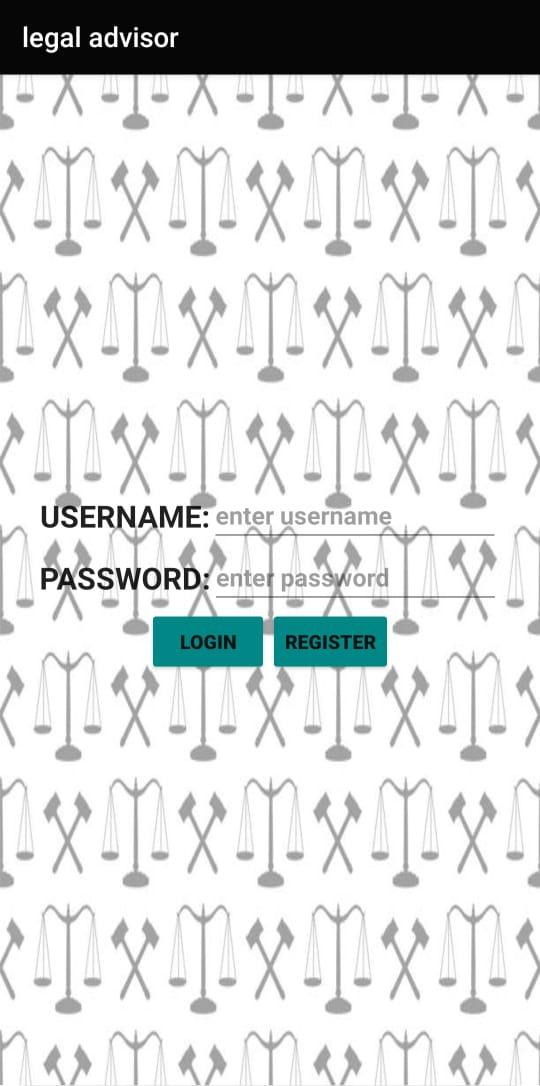 legal advisor
USERNAME: enter username
PASSWORD: enter password
LOGIN REGISTER